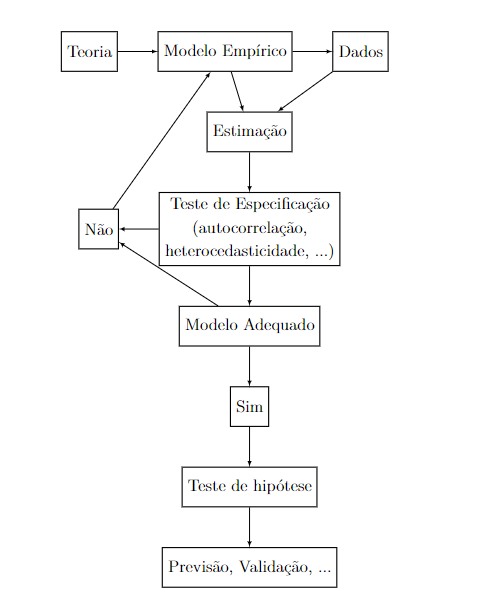 Teoria
Modelo Empírico
Dados
Estimação
Teste de Especificação
(autocorrelação,
heterocedasticidade, ...)
Não
Modelo Adequado
Sim
Teste de hipótese
Previsão, Validação, ...